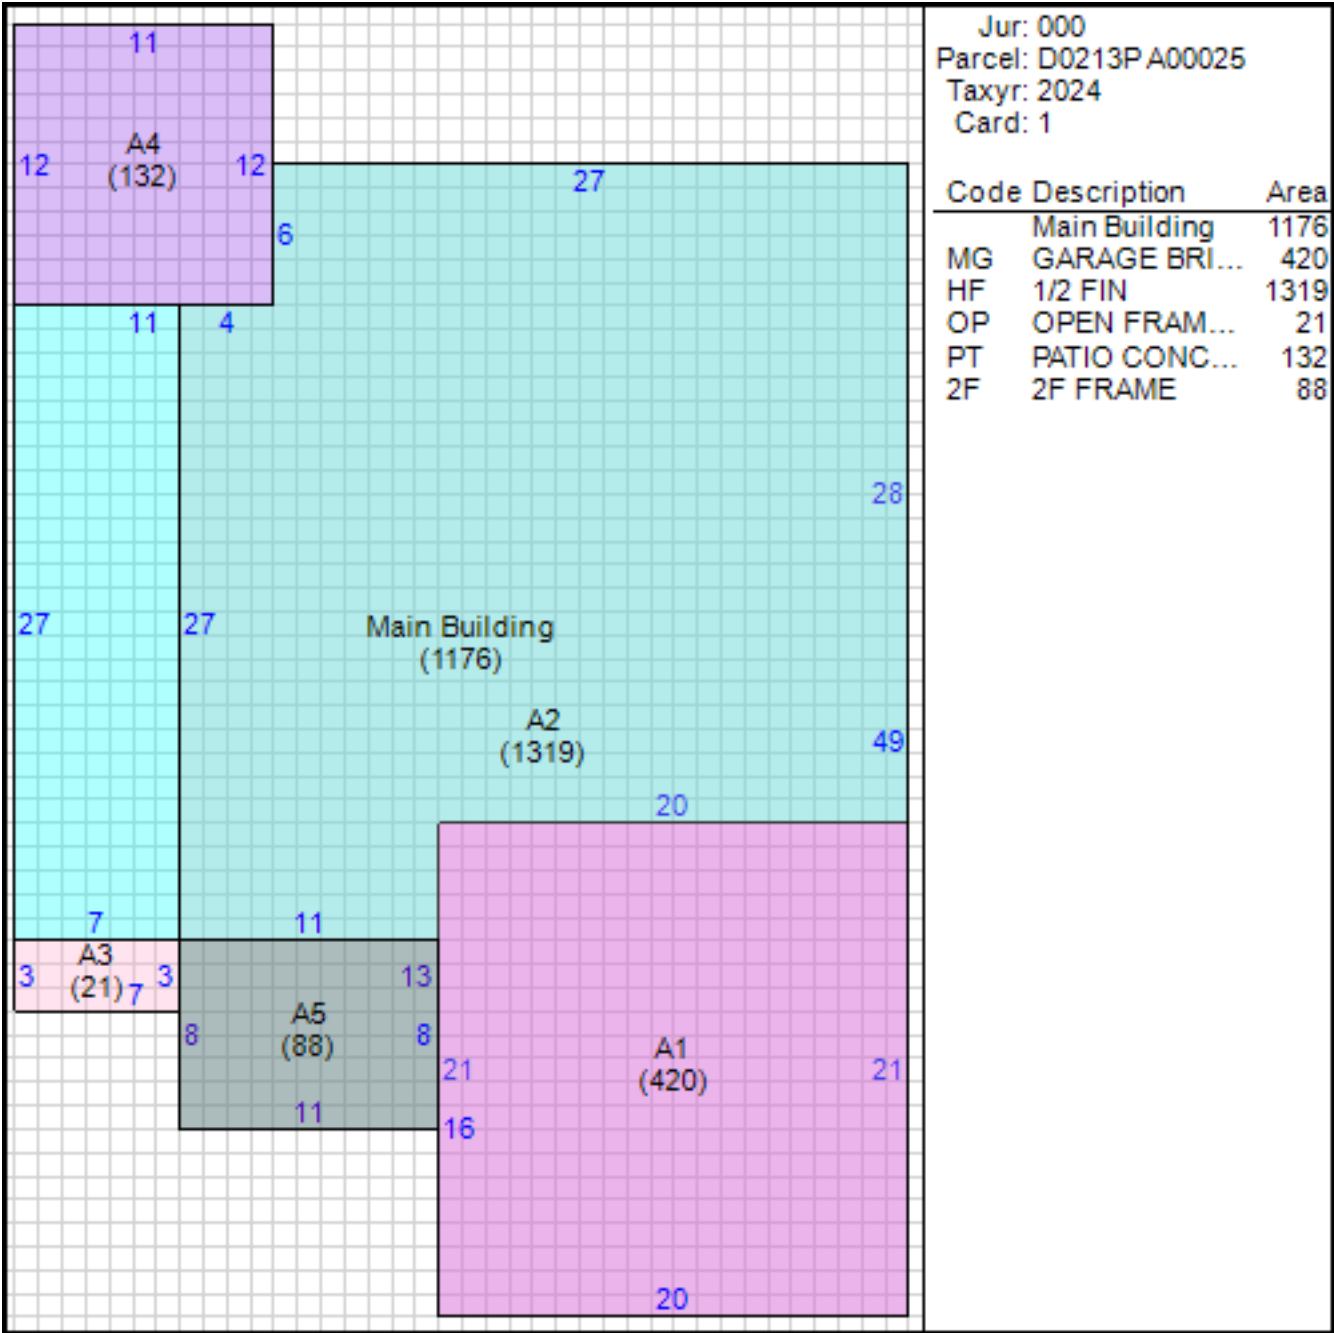 11
A4
12 12
(132)
27
6
11 4
28
27 27
Main Building
(1176)
A2
(1319)
49
20
7 11
A3
3 3 13
(21) 7
A5
8 (88) 8
A1
21 (420) 21
11
16
20
Jur: 000
Parcel: D0213PA00025
Taxyr: 2024
Card: 1
Code Description Area
Main Building 1176
MG GARAGE BRI... 420
HF 1/2 FIN 1319
OP OPEN FRAM... 21
PT PATIO CONC... 132
2F 2F FRAME 88